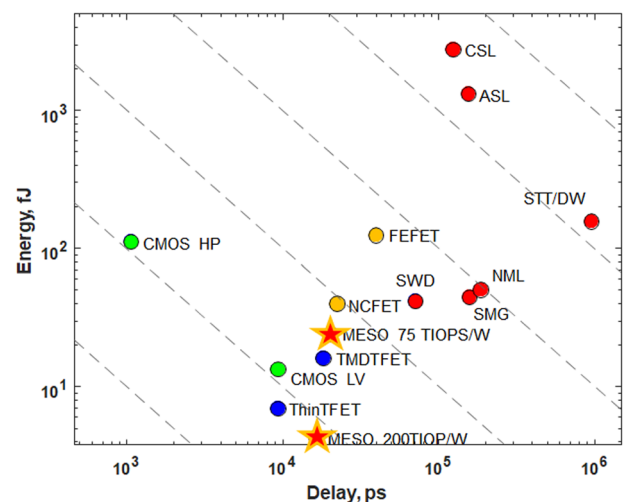 CSL
ASL
10³
STT/DW
Energy, fJ
CMOS HP
FEFET
10²
SWD
NML
NCFET
SMG
MESO 75 TIOPS/W
TMDTFET
CMOS LV
10¹
ThinTFET
MESO 200TIOP/W
10³
10⁴
10⁵
10⁶
Delay, ps